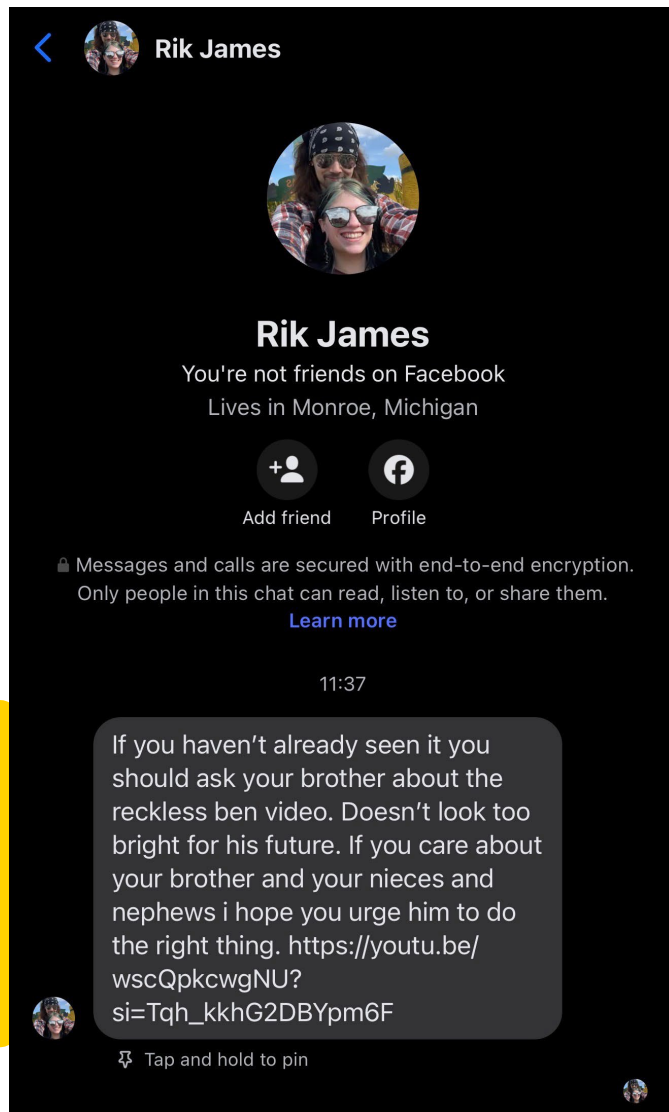 Rik James
Rik James
You're not friends on Facebook
Lives in Monroe, Michigan
Add friend
Profile
Messages and calls are secured with end-to-end encryption.
Only people in this chat can read, listen to, or share them.
Learn more
11:37
If you haven’t already seen it you
should ask your brother about the
reckless ben video. Doesn’t look too
bright for his future. If you care about
your brother and your nieces and
nephews i hope you urge him to do
the right thing. https://youtu.be/
wscQpkcwgNU?
si=Tqh_kkhG2DBYpm6F
Tap and hold to pin